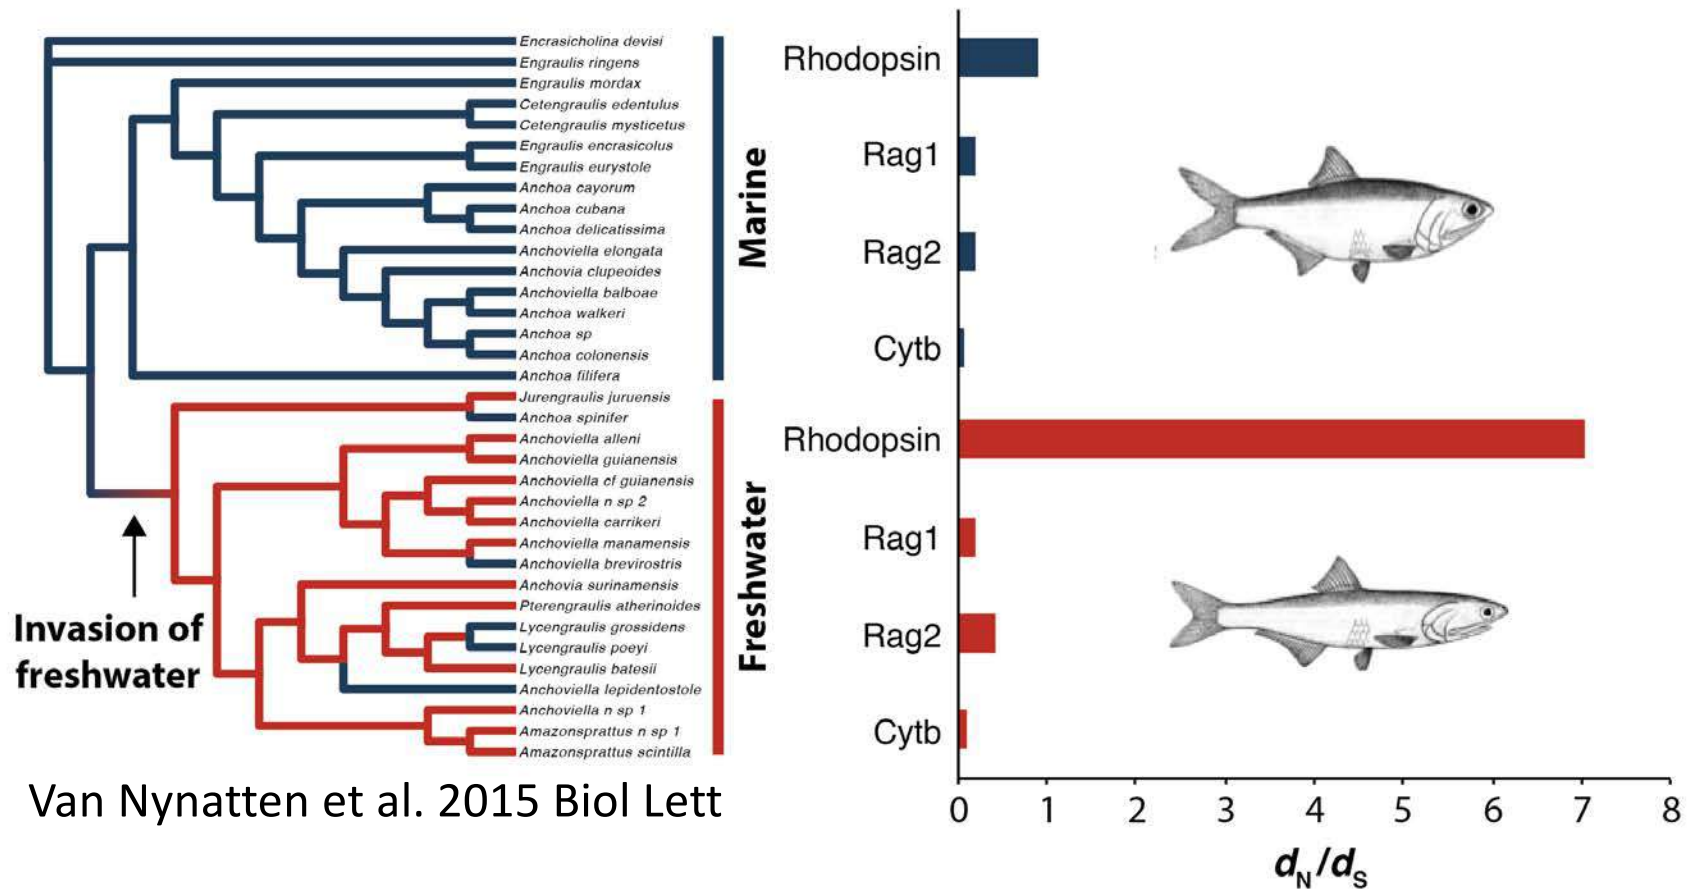 Encrasicholina devisi
Engraulis ringens
Engraulis mordax
Cetengraulis edentulus
Cetengraulis mysticetus
Engraulis encrasicolus
Engraulis eurystole
Anchoa cayorum
Anchoa cubana
Anchoa delicatissima
Anchoviella elongata
Anchovia clupeoides
Anchoviella balboae
Anchoa walkeri
Anchoa sp
Anchoa colonensis
Anchoa filifera
Jurengraulis juruensis
Anchoa spinifer
Anchoviella alleni
Anchoviella guianensis
Anchoviella cf guianensis
Anchoviella n sp 2
Anchoviella carrikeri
Anchoviella manamensis
Anchoviella brevirostris
Anchovia surinamensis
Pterengraulis atherinoides
Lycengraulis grossidens
Lycengraulis poeyi
Lycengraulis batesii
Anchoviella lepidentostole
Anchoviella n sp 1
Amazonsprattus n sp 1
Amazonsprattus scintilla
Marine
Freshwater
Invasion of
freshwater
Van Nynatten et al. 2015 Biol Lett
Rhodopsin
Rag1
Rag2
Cytb
Rhodopsin
Rag1
Rag2
Cytb
0 1 2 3 4 5 6 7 8
dN/dS